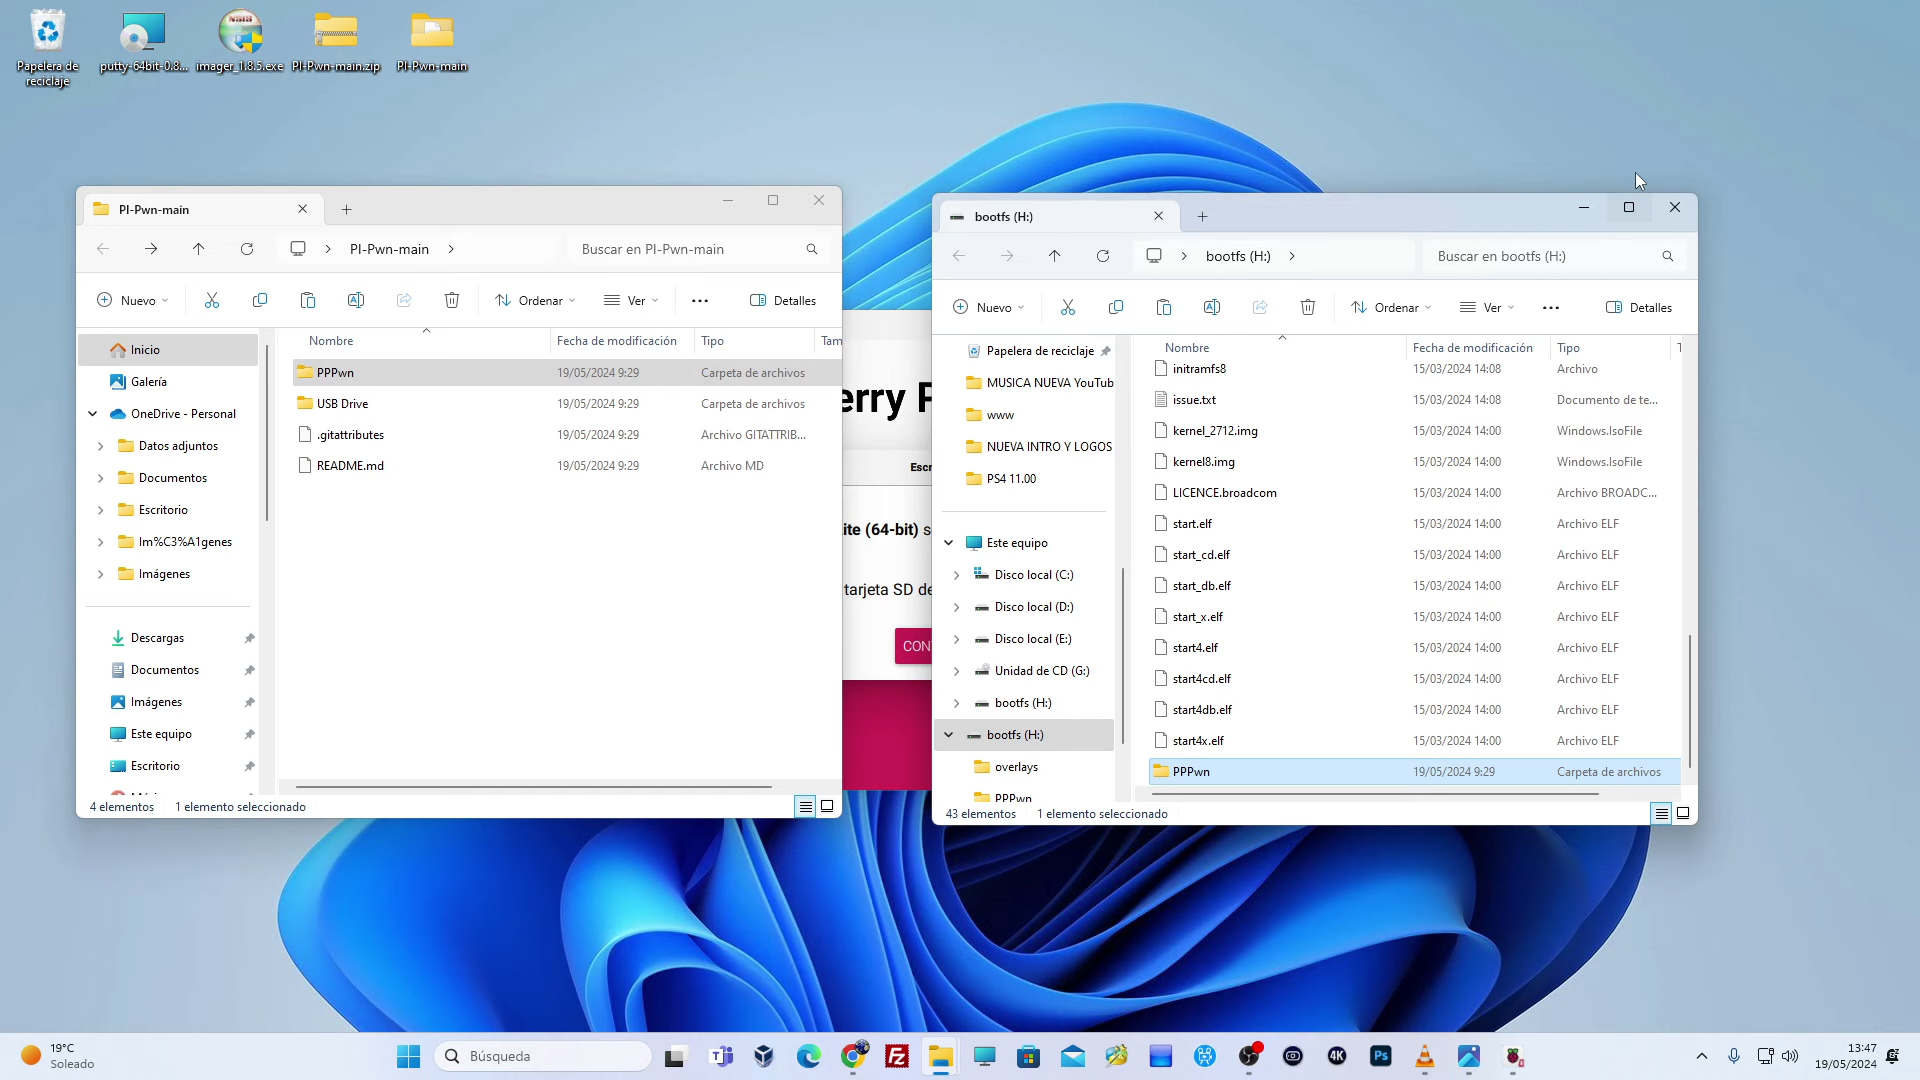 Papelera de reciclaje
putty-64bit-0.8...
imager_1.8.5.exe
PI-Pwn-main.zip
PI-Pwn-main
NSIS
PI-Pwn-main
PI-Pwn-main
Buscar en PI-Pwn-main
Nuevo
Ordenar
Ver
Detalles
Inicio
Galería
OneDrive - Personal
Datos adjuntos
Documentos
Escritorio
Im%C3%A1genes
Imágenes
Descargas
Documentos
Imágenes
Este equipo
Escritorio
Nombre Fecha de modificación Tipo Tam
PPPwn 19/05/2024 9:29 Carpeta de archivos
USB Drive 19/05/2024 9:29 Carpeta de archivos
.gitattributes 19/05/2024 9:29 Archivo GITATTRIB...
README.md 19/05/2024 9:29 Archivo MD
4 elementos 1 elemento seleccionado
erry P
Escr
ite (64-bit) s
tarjeta SD de
CON
bootfs (H:)
bootfs (H:)
Buscar en bootfs (H:)
Nuevo
Ordenar
Ver
Detalles
Papelera de reciclaje
MUSICA NUEVA YouTub
www
NUEVA INTRO Y LOGOS
PS4 11.00
Este equipo
Disco local (C:)
Disco local (D:)
Disco local (E:)
Unidad de CD (G:)
bootfs (H:)
bootfs (H:)
overlays
PPPwn
Nombre Fecha de modificación Tipo T
initramfs8 15/03/2024 14:08 Archivo
issue.txt 15/03/2024 14:08 Documento de te...
kernel_2712.img 15/03/2024 14:00 Windows.IsoFile
kernel8.img 15/03/2024 14:00 Windows.IsoFile
LICENCE.broadcom 15/03/2024 14:00 Archivo BROADC...
start.elf 15/03/2024 14:00 Archivo ELF
start_cd.elf 15/03/2024 14:00 Archivo ELF
start_db.elf 15/03/2024 14:00 Archivo ELF
start_x.elf 15/03/2024 14:00 Archivo ELF
start4.elf 15/03/2024 14:00 Archivo ELF
start4cd.elf 15/03/2024 14:00 Archivo ELF
start4db.elf 15/03/2024 14:00 Archivo ELF
start4x.elf 15/03/2024 14:00 Archivo ELF
PPPwn 19/05/2024 9:29 Carpeta de archivos
43 elementos 1 elemento seleccionado
19°C
Soleado
Búsqueda
4K
Ps
13:47
19/05/2024